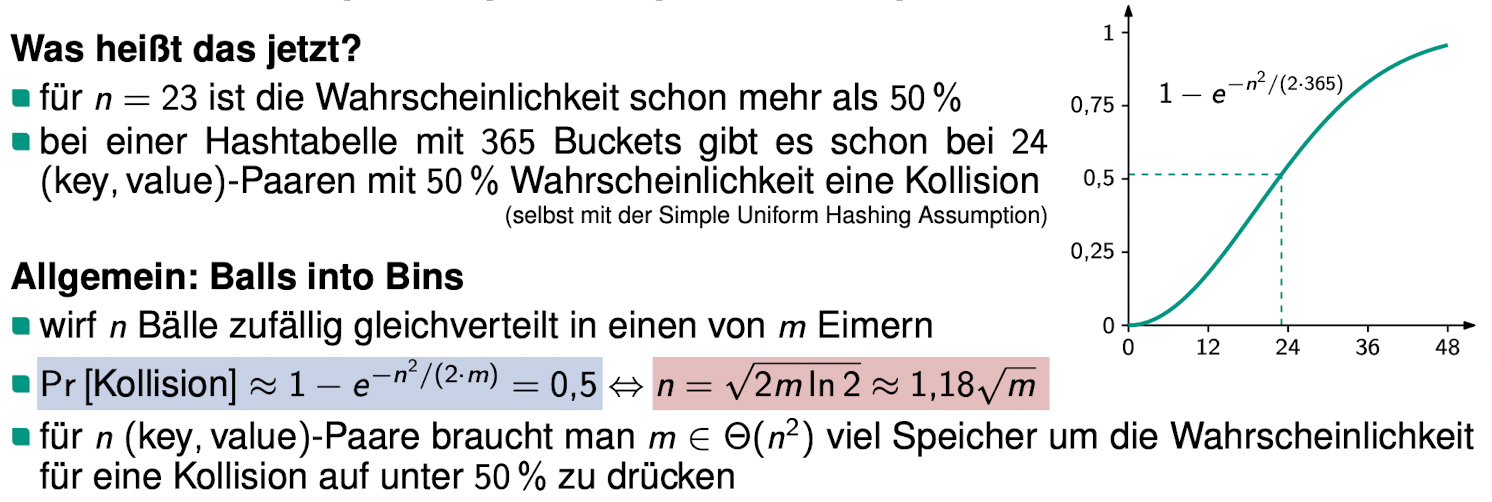 Was heißt das jetzt?
für n = 23 ist die Wahrscheinlichkeit schon mehr als 50 %
bei einer Hashtabelle mit 365 Buckets gibt es schon bei 24
(key, value)-Paaren mit 50 % Wahrscheinlichkeit eine Kollision
(selbst mit der Simple Uniform Hashing Assumption)
Allgemein: Balls into Bins
wirf n Bälle zufällig gleichverteilt in einen von m Eimern
Pr [Kollision] ≈ 1 − e^{−n²/(2·m)} = 0,5 ⇔ n = √(2m ln 2) ≈ 1,18√m
für n (key, value)-Paare braucht man m ∈ Θ(n²) viel Speicher um die Wahrscheinlichkeit
für eine Kollision auf unter 50 % zu drücken
1
1 − e^{−n²/(2·365)}
0,75
0,5
0,25
0
0 12 24 36 48